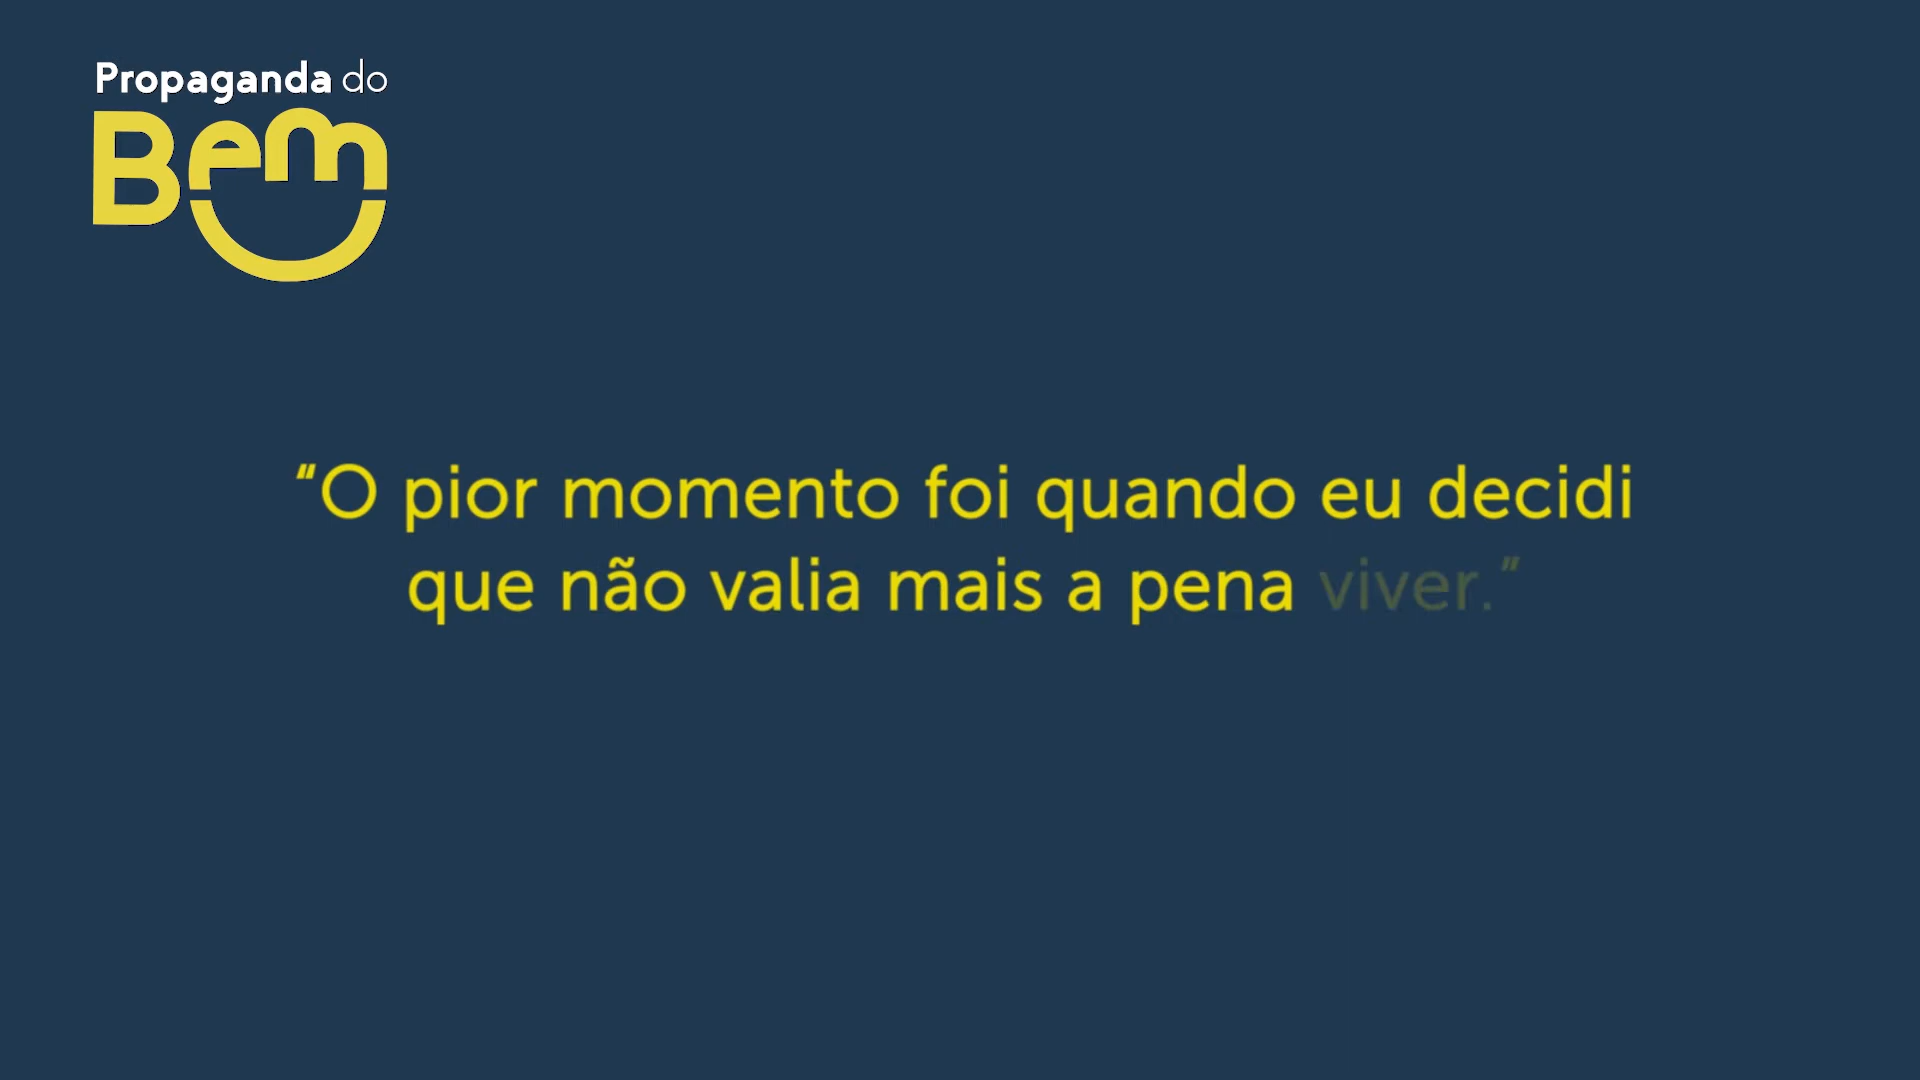 Propaganda do
Bem
“O pior momento foi quando eu decidi
que não valia mais a pena viver.”